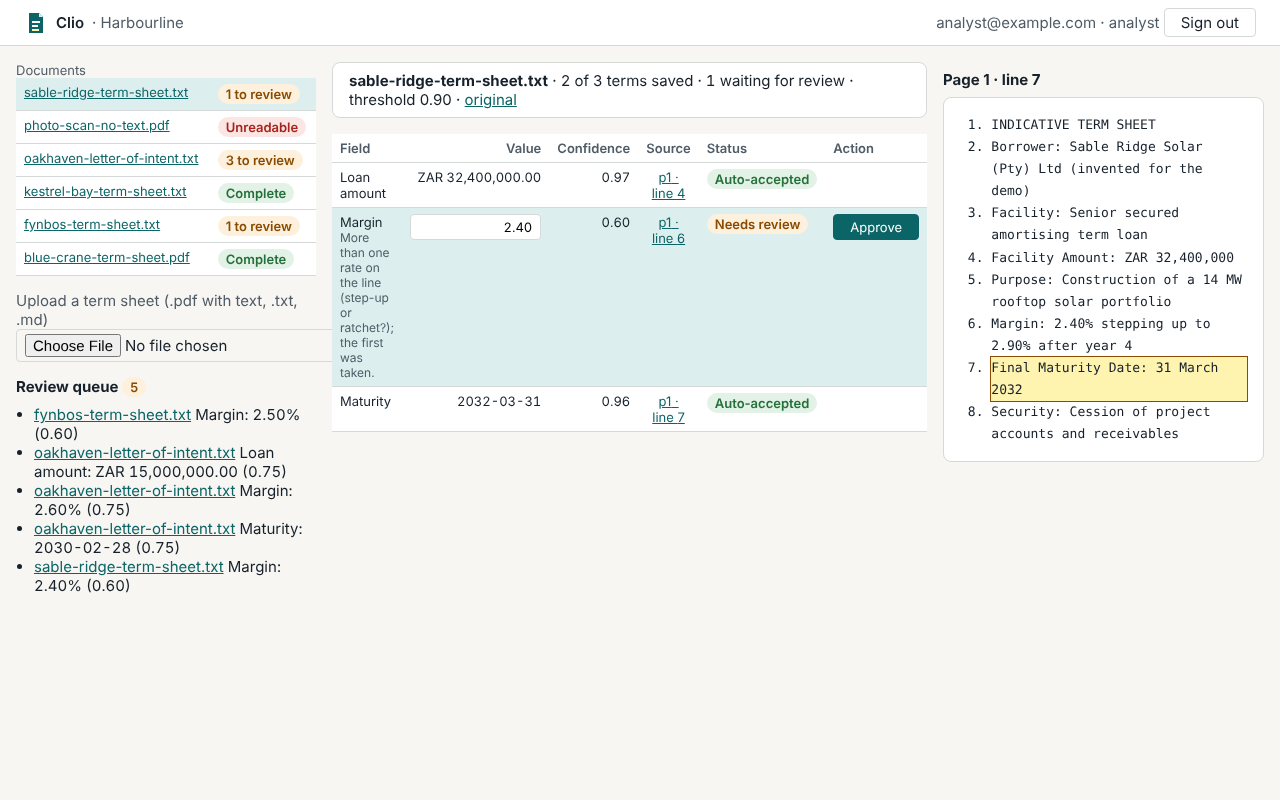 Clio · Harbourline
analyst@example.com · analyst Sign out
Documents
sable-ridge-term-sheet.txt 1 to review
photo-scan-no-text.pdf Unreadable
oakhaven-letter-of-intent.txt 3 to review
kestrel-bay-term-sheet.txt Complete
fynbos-term-sheet.txt 1 to review
blue-crane-term-sheet.pdf Complete
Upload a term sheet (.pdf with text, .txt,
.md)
Choose File No file chosen
Review queue 5
• fynbos-term-sheet.txt Margin: 2.50%
(0.60)
• oakhaven-letter-of-intent.txt Loan
amount: ZAR 15,000,000.00 (0.75)
• oakhaven-letter-of-intent.txt Margin:
2.60% (0.75)
• oakhaven-letter-of-intent.txt Maturity:
2030-02-28 (0.75)
• sable-ridge-term-sheet.txt Margin:
2.40% (0.60)
sable-ridge-term-sheet.txt · 2 of 3 terms saved · 1 waiting for review ·
threshold 0.90 · original
Field Value Confidence Source Status Action
Loan ZAR 32,400,000.00 0.97 p1 · Auto-accepted
amount line 4
Margin 2.40 0.60 p1 · Needs review Approve
More line 6
than one
rate on
the line
(step-up
or
ratchet?);
the first
was
taken.
Maturity 2032-03-31 0.96 p1 · Auto-accepted
line 7
Page 1 · line 7
1. INDICATIVE TERM SHEET
2. Borrower: Sable Ridge Solar
(Pty) Ltd (invented for the
demo)
3. Facility: Senior secured
amortising term loan
4. Facility Amount: ZAR 32,400,000
5. Purpose: Construction of a 14 MW
rooftop solar portfolio
6. Margin: 2.40% stepping up to
2.90% after year 4
7. Final Maturity Date: 31 March
2032
8. Security: Cession of project
accounts and receivables